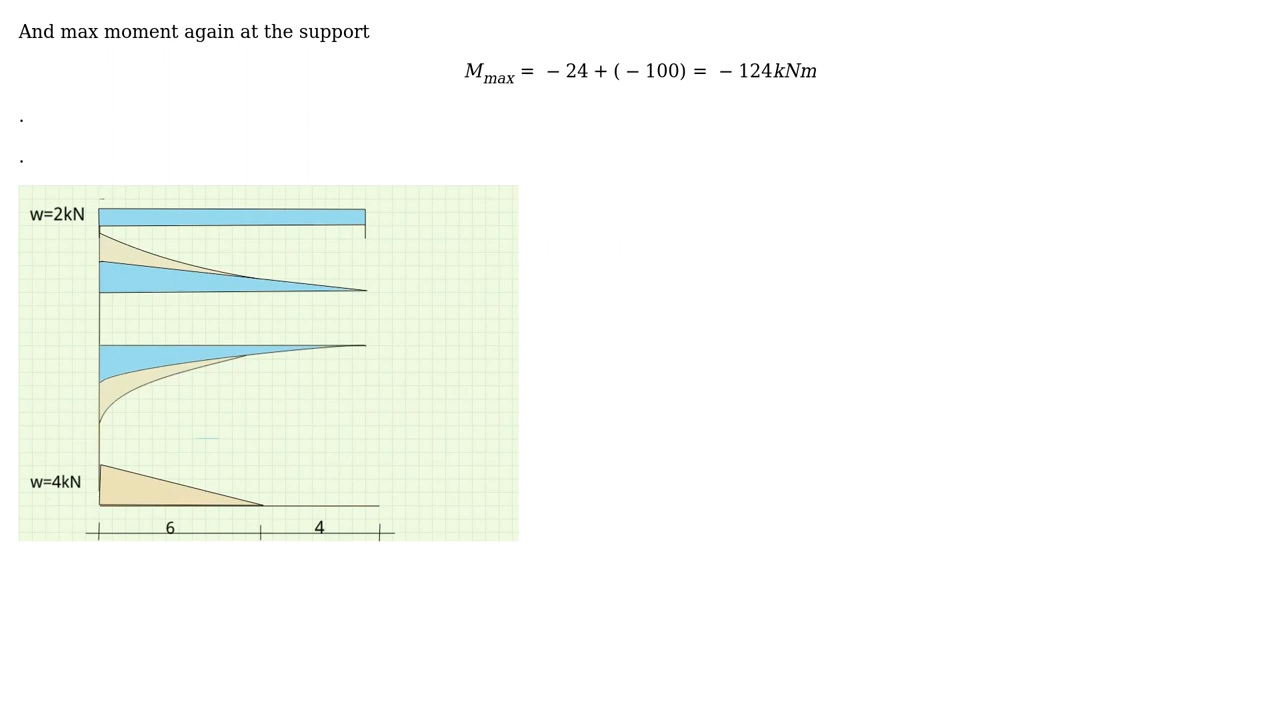 And max moment again at the support
M_max = − 24 + ( − 100) = − 124kNm
.
.
w=2kN
w=4kN
6 4